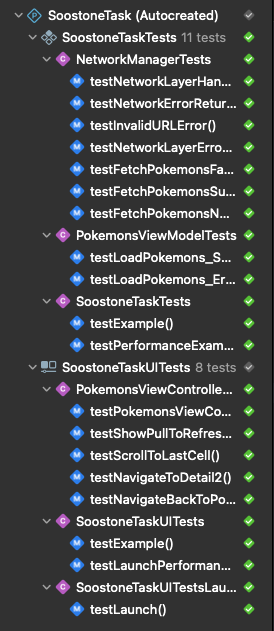 SoostoneTask (Autocreated)
SoostoneTaskTests 11 tests
NetworkManagerTests
testNetworkLayerHan...
testNetworkErrorRetur...
testInvalidURLError()
testNetworkLayerErro...
testFetchPokemonsFa...
testFetchPokemonsSu...
testFetchPokemonsN...
PokemonsViewModelTests
testLoadPokemons_S...
testLoadPokemons_Er...
SoostoneTaskTests
testExample()
testPerformanceExam...
SoostoneTaskUITests 8 tests
PokemonsViewControlle...
testPokemonsViewCo...
testShowPullToRefres...
testScrollToLastCell()
testNavigateToDetail2()
testNavigateBackToPo...
SoostoneTaskUITests
testExample()
testLaunchPerforman...
SoostoneTaskUITestsLau...
testLaunch()